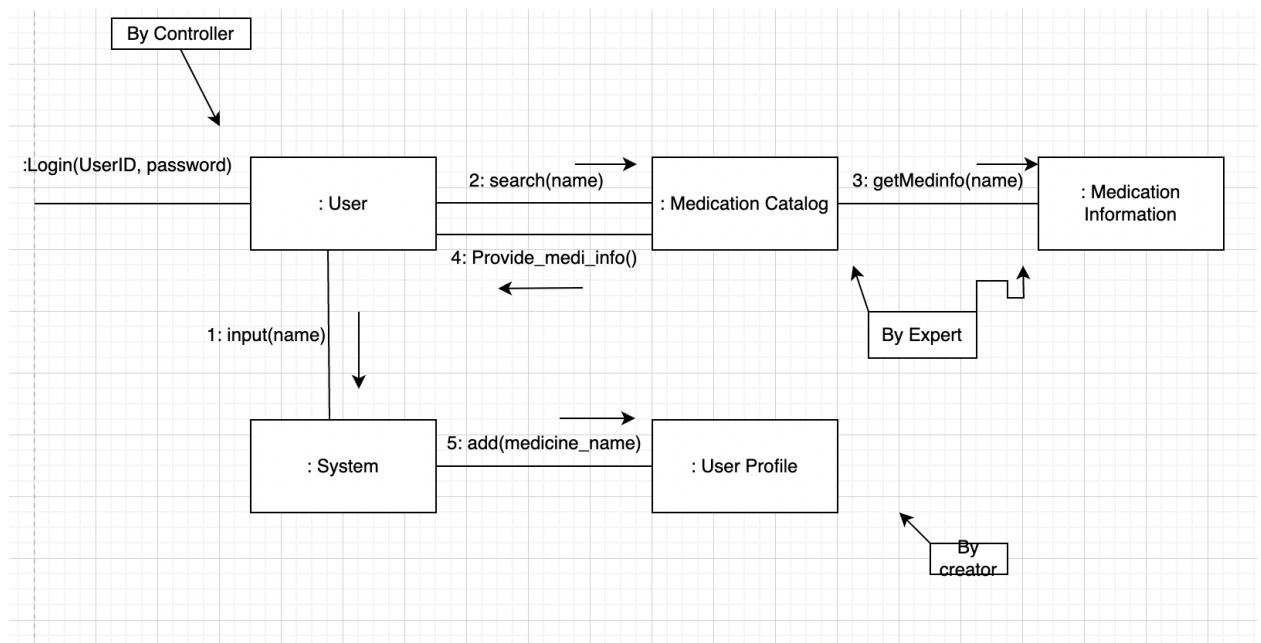 By Controller
:Login(UserID, password)
: User
2: search(name)
: Medication Catalog
3: getMedinfo(name)
: Medication
Information
4: Provide_medi_info()
1: input(name)
By Expert
: System
5: add(medicine_name)
: User Profile
By
creator